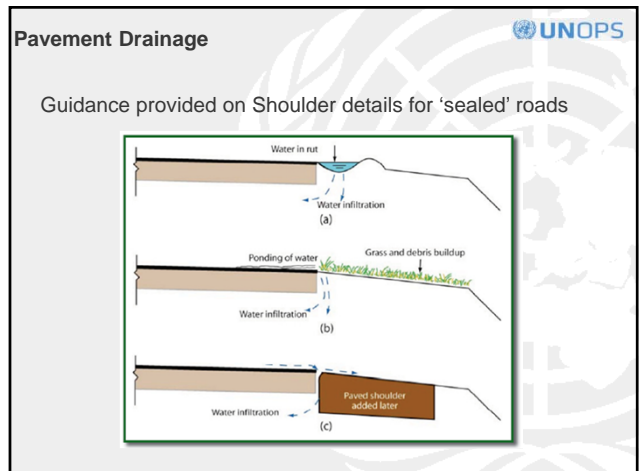 Pavement Drainage
UNOPS
Guidance provided on Shoulder details for ‘sealed’ roads
Water in rut
Water infiltration
(a)
Ponding of water
Grass and debris buildup
Water infiltration
(b)
Paved shoulder
added later
Water infiltration
(c)